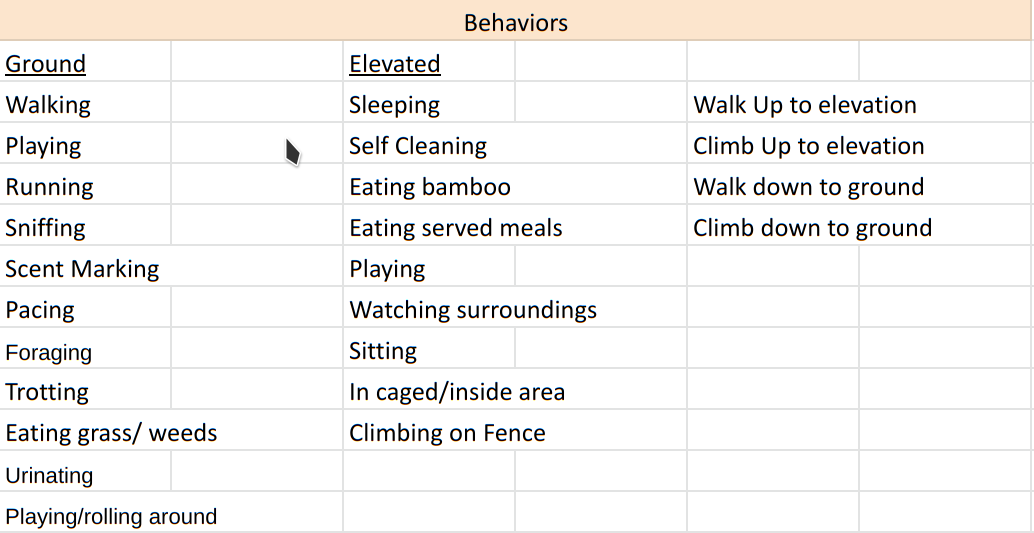 Behaviors
Ground Elevated
Walking Sleeping Walk Up to elevation
Playing Self Cleaning Climb Up to elevation
Running Eating bamboo Walk down to ground
Sniffing Eating served meals Climb down to ground
Scent Marking Playing
Pacing Watching surroundings
Foraging Sitting
Trotting In caged/inside area
Eating grass/ weeds Climbing on Fence
Urinating
Playing/rolling around